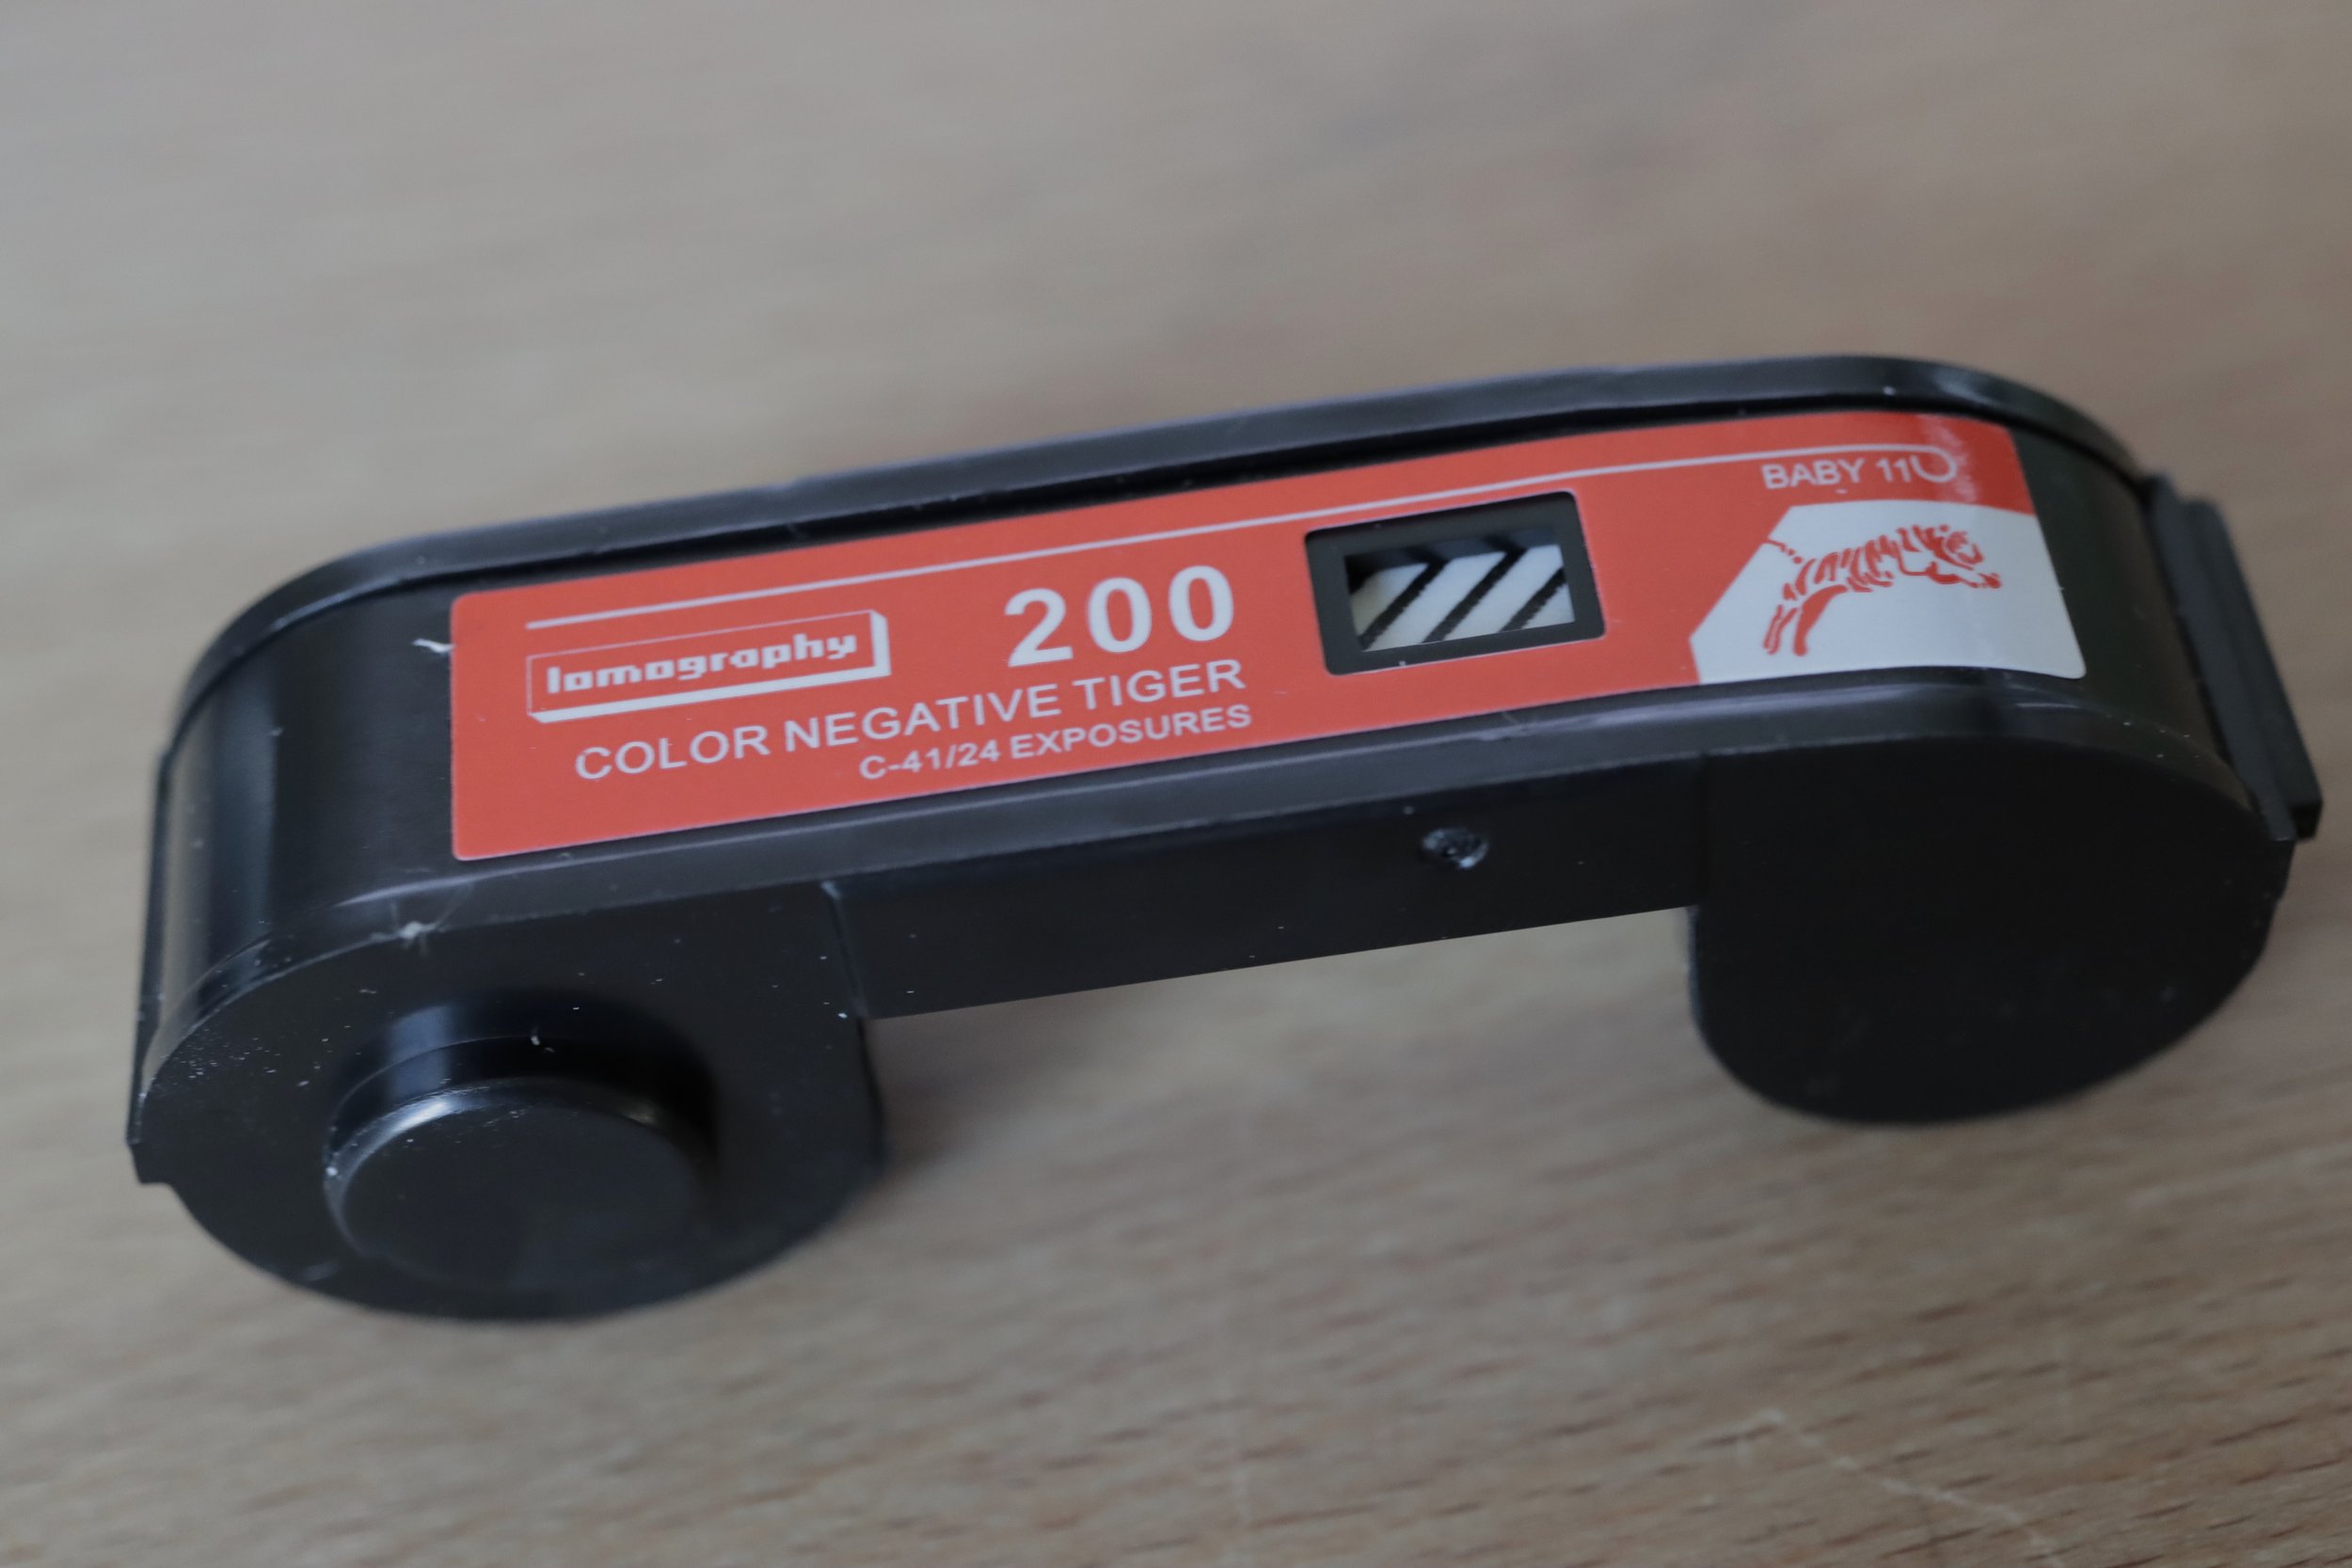 BABY 110
lomography
200
COLOR NEGATIVE TIGER
C-41/24 EXPOSURES